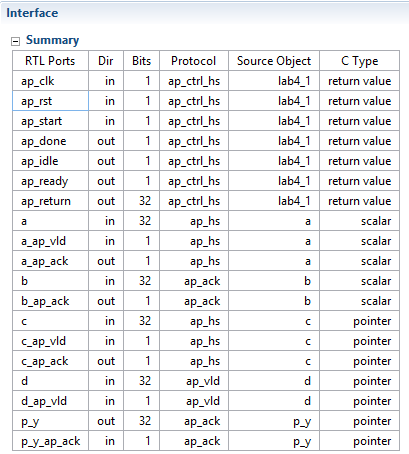 Interface
Summary
RTL Ports Dir Bits Protocol Source Object C Type
ap_clk in 1 ap_ctrl_hs lab4_1 return value
ap_rst in 1 ap_ctrl_hs lab4_1 return value
ap_start in 1 ap_ctrl_hs lab4_1 return value
ap_done out 1 ap_ctrl_hs lab4_1 return value
ap_idle out 1 ap_ctrl_hs lab4_1 return value
ap_ready out 1 ap_ctrl_hs lab4_1 return value
ap_return out 32 ap_ctrl_hs lab4_1 return value
a in 32 ap_hs a scalar
a_ap_vld in 1 ap_hs a scalar
a_ap_ack out 1 ap_hs a scalar
b in 32 ap_ack b scalar
b_ap_ack out 1 ap_ack b scalar
c in 32 ap_hs c pointer
c_ap_vld in 1 ap_hs c pointer
c_ap_ack out 1 ap_hs c pointer
d in 32 ap_vld d pointer
d_ap_vld in 1 ap_vld d pointer
p_y out 32 ap_ack p_y pointer
p_y_ap_ack in 1 ap_ack p_y pointer